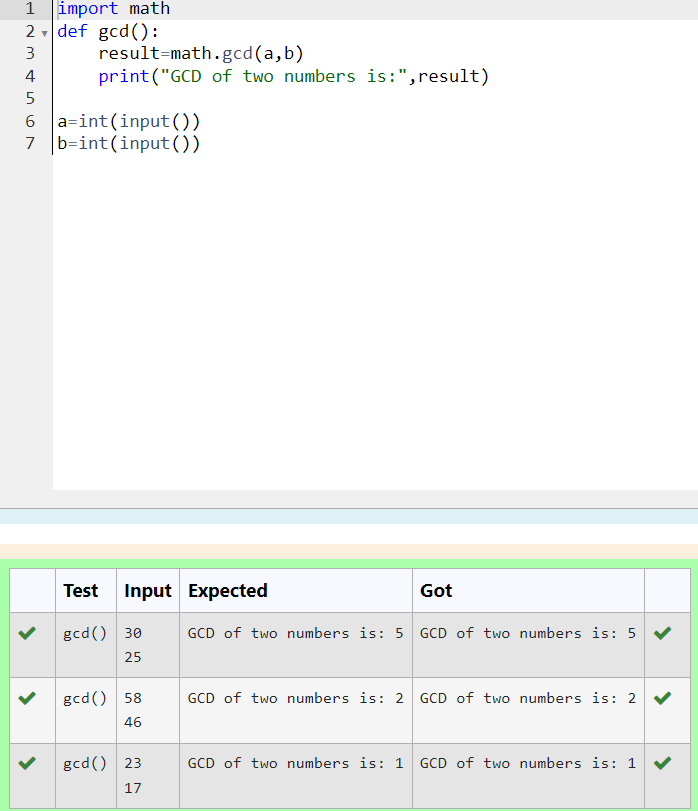 1 import math
2 def gcd():
3     result=math.gcd(a,b)
4     print("GCD of two numbers is:",result)
5
6 a=int(input())
7 b=int(input())
Test Input Expected Got
gcd() 30 GCD of two numbers is: 5 GCD of two numbers is: 5
25
gcd() 58 GCD of two numbers is: 2 GCD of two numbers is: 2
46
gcd() 23 GCD of two numbers is: 1 GCD of two numbers is: 1
17